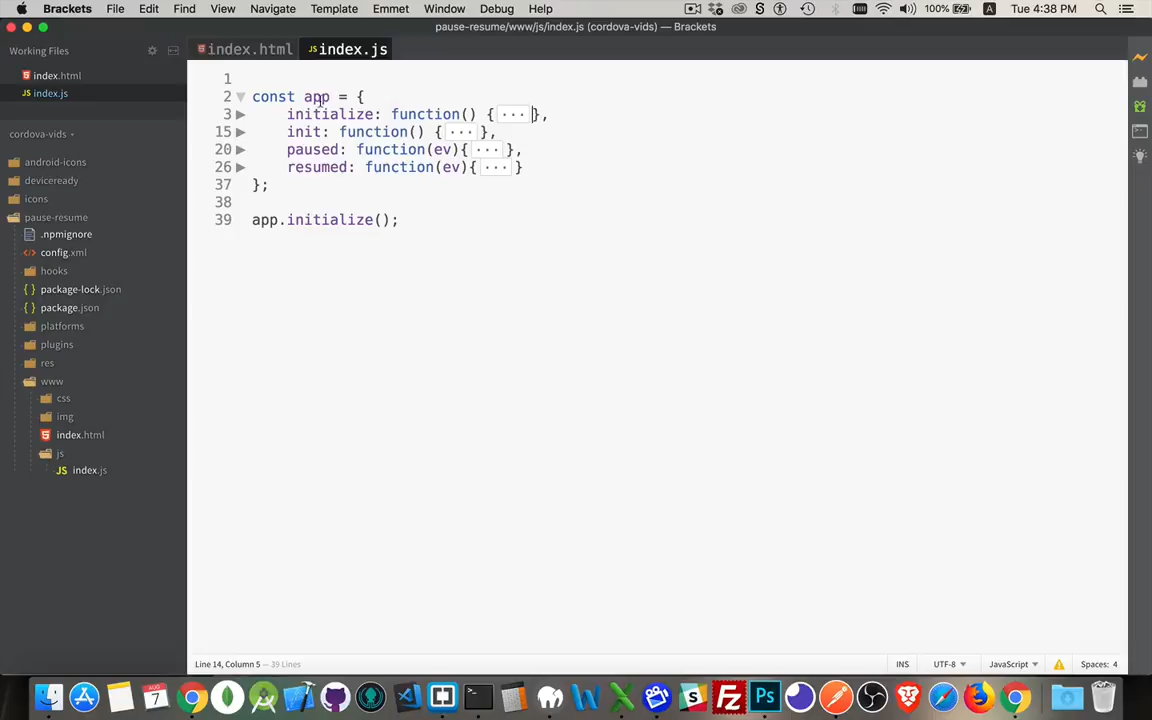 Brackets File Edit Find View Navigate Template Emmet Window Debug Help 100% Tue 4:38 PM
pause-resume/www/js/index.js (cordova-vids) — Brackets
Working Files
index.html
index.js
cordova-vids
android-icons
deviceready
icons
pause-resume
.npmignore
config.xml
hooks
package-lock.json
package.json
platforms
plugins
res
www
css
img
index.html
js
JS index.js
index.html JS index.js
1
2 const app = {
3 initialize: function() { ··· },
15 init: function() { ··· },
20 paused: function(ev){ ··· },
26 resumed: function(ev){ ··· }
37 };
38
39 app.initialize();
Line 14, Column 5 — 39 Lines INS UTF-8 JavaScript Spaces: 4
AUG
7